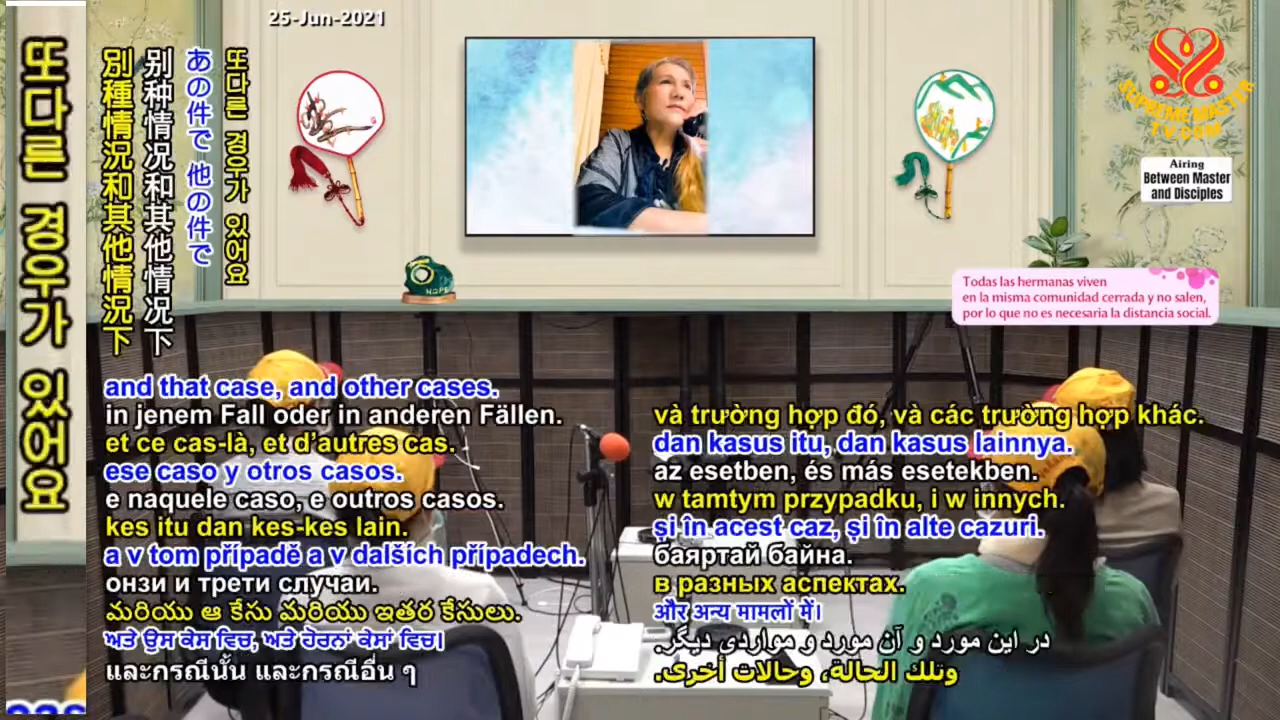 25-Jun-2021
또다른 경우가 있어요
別種情況和其他情況下
别种情况和其他情况下
あの件で 他の件で
또다른 경우가 있어요
SUPREME MASTER
TV.COM
Airing
Between Master
and Disciples
HOPE
Todas las hermanas viven
en la misma comunidad cerrada y no salen,
por lo que no es necesaria la distancia social.
and that case, and other cases.
in jenem Fall oder in anderen Fällen.
et ce cas-là, et d'autres cas.
ese caso y otros casos.
e naquele caso, e outros casos.
kes itu dan kes-kes lain.
a v tom případě a v dalších případech.
онзи и трети случаи.
మరియు ఆ కేసు మరియు ఇతర కేసులు.
ਅਤੇ ਉਸ ਕੇਸ ਵਿਚ, ਅਤੇ ਹੋਰਨਾਂ ਕੇਸਾਂ ਵਿਚ।
และกรณีนั้น และกรณีอื่น ๆ
và trường hợp đó, và các trường hợp khác.
dan kasus itu, dan kasus lainnya.
az esetben, és más esetekben.
w tamtym przypadku, i w innych.
și în acest caz, și în alte cazuri.
баяртай байна.
в разных аспектах.
और अन्य मामलों में।
در این مورد و آن مورد و مواردی دیگر.
وتلك الحالة، وحالات أخرى.